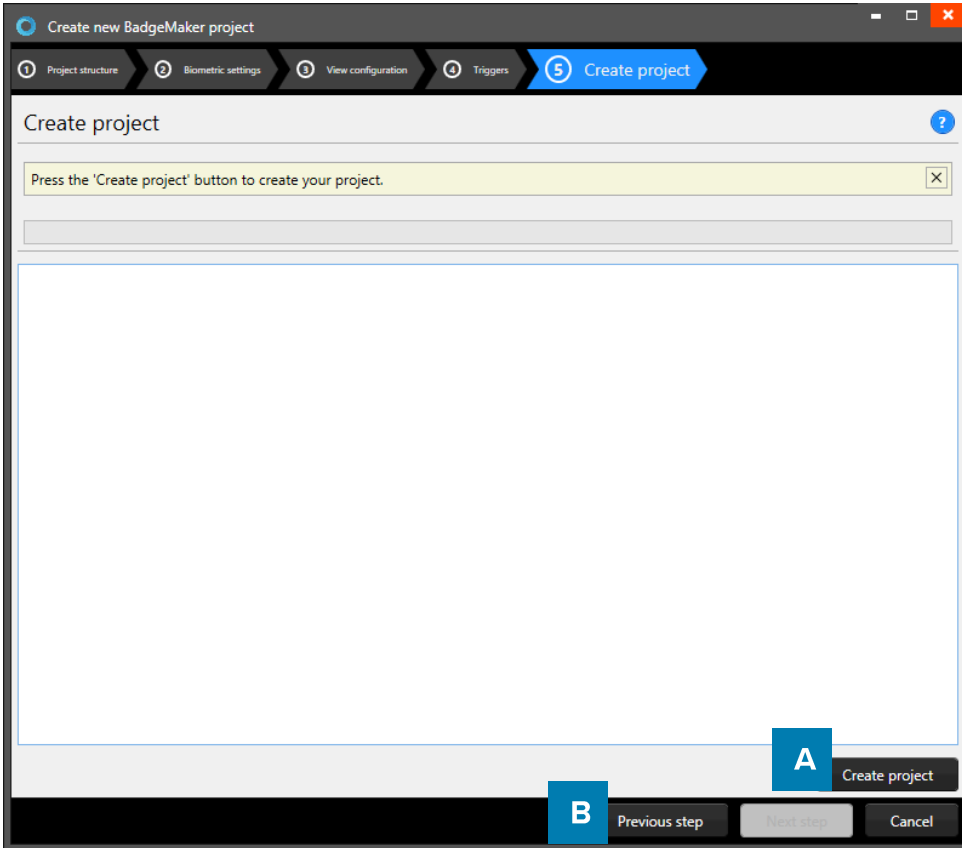 Create new BadgeMaker project
1 Project structure 2 Biometric settings 3 View configuration 4 Triggers 5 Create project
Create project
?
Press the 'Create project' button to create your project.
A
Create project
B
Previous step Next step Cancel